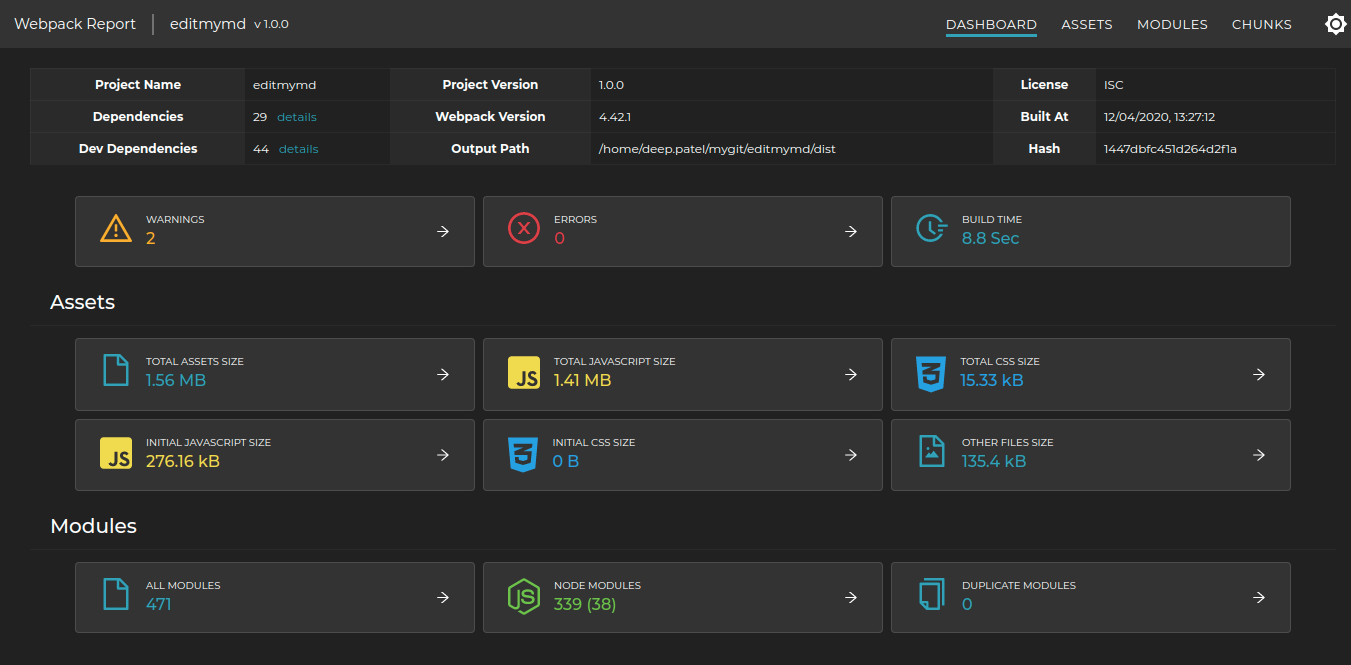 Webpack Report editmymd v 1.0.0 DASHBOARD ASSETS MODULES CHUNKS
Project Name editmymd Project Version 1.0.0 License ISC
Dependencies 29 details Webpack Version 4.42.1 Built At 12/04/2020, 13:27:12
Dev Dependencies 44 details Output Path /home/deep.patel/mygit/editmymd/dist Hash 1447dbfc451d264d2f1a
WARNINGS ERRORS BUILD TIME
2 0 8.8 Sec
Assets
TOTAL ASSETS SIZE TOTAL JAVASCRIPT SIZE TOTAL CSS SIZE
1.56 MB JS 1.41 MB 15.33 kB
INITIAL JAVASCRIPT SIZE INITIAL CSS SIZE OTHER FILES SIZE
JS 276.16 kB 0 B 135.4 kB
Modules
ALL MODULES NODE MODULES DUPLICATE MODULES
471 JS 339 (38) 0